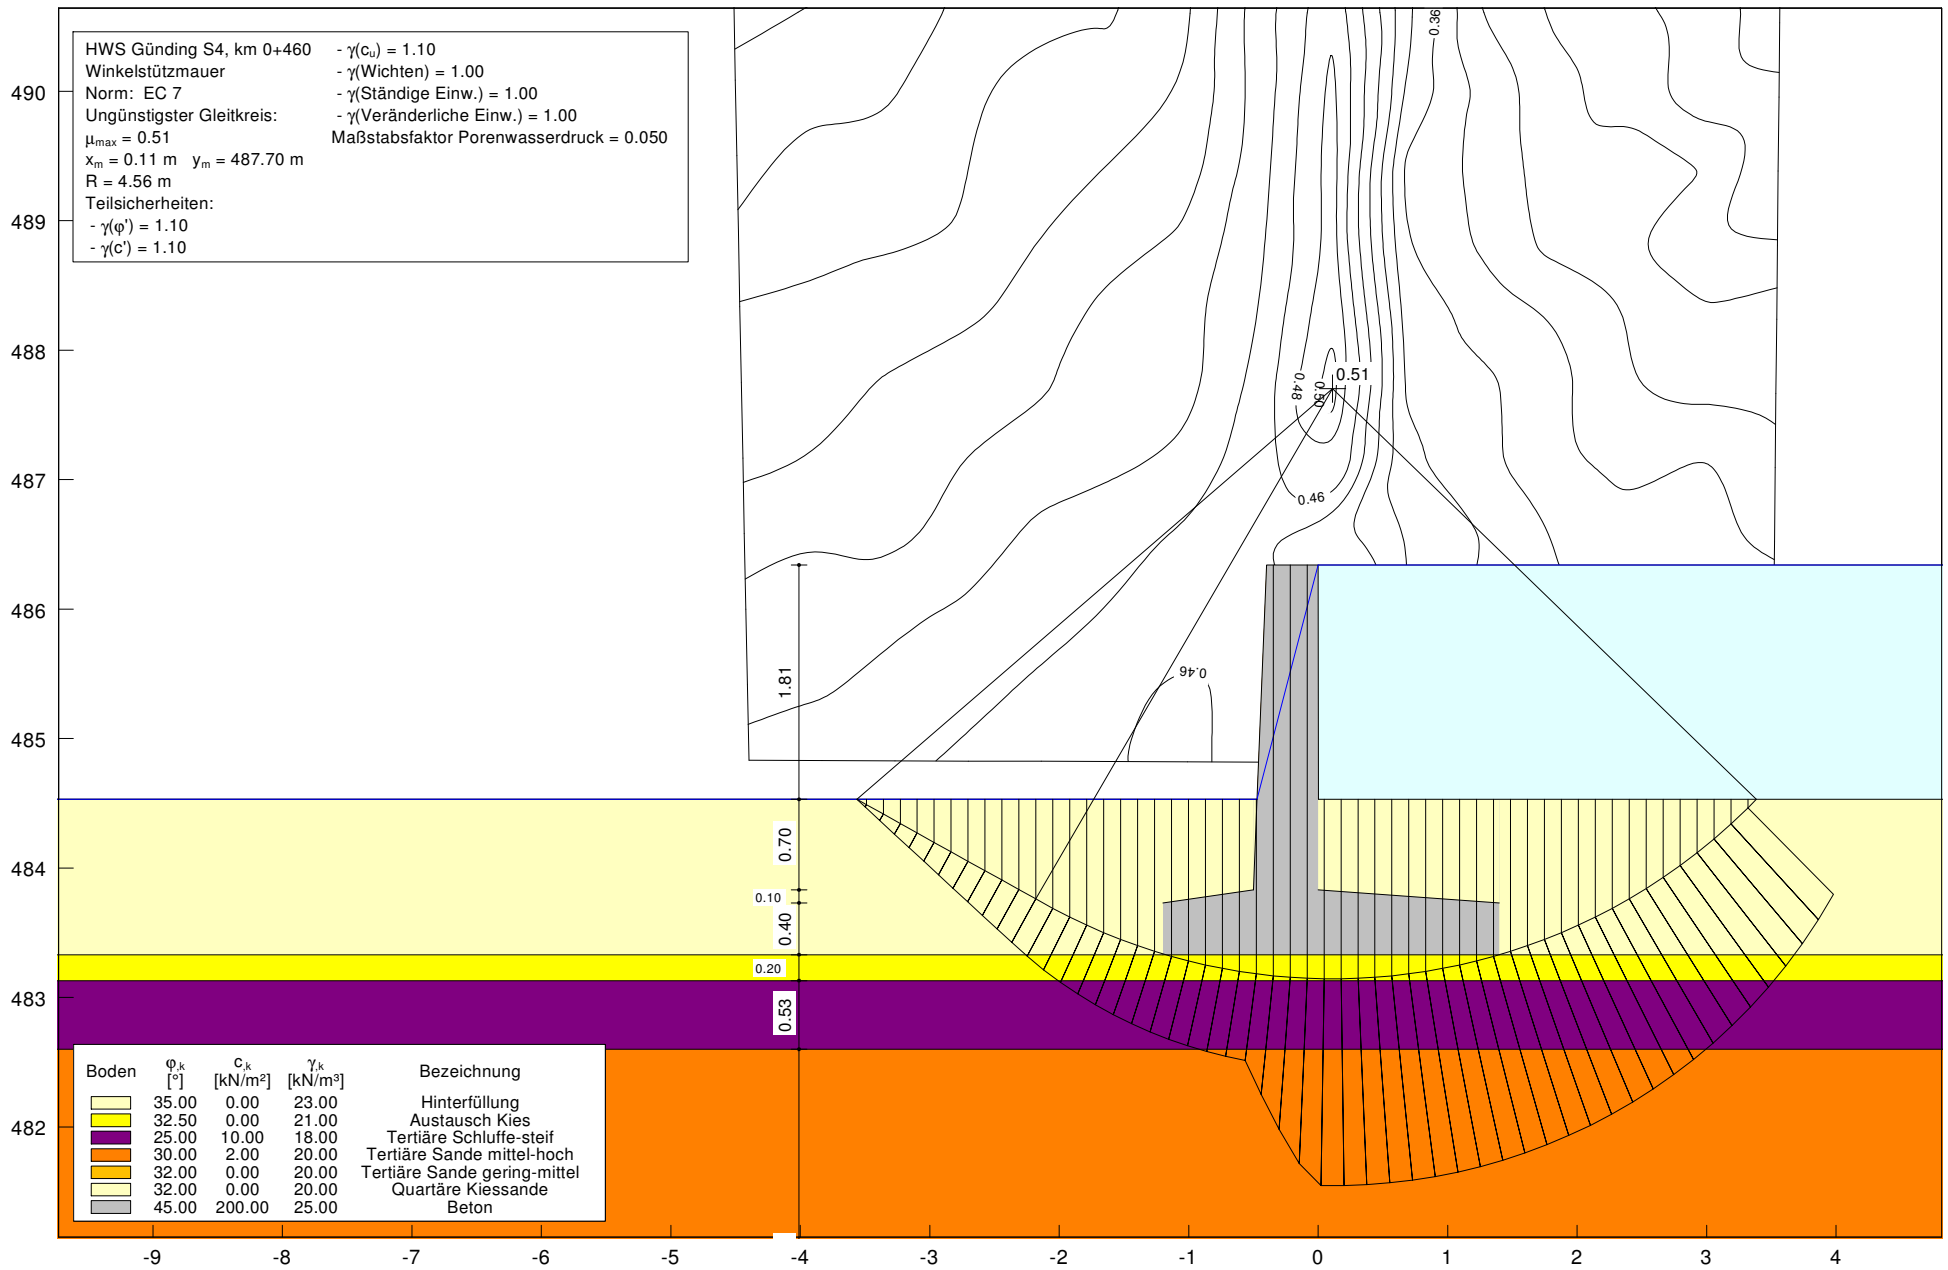 HWS Günding S4, km 0+460
Winkelstützmauer
Norm: EC 7
Ungünstigster Gleitkreis:
μmax = 0.51
xm = 0.11 m ym = 487.70 m
R = 4.56 m
Teilsicherheiten:
- γ(φ') = 1.10
- γ(c') = 1.10
- γ(cu) = 1.10
- γ(Wichten) = 1.00
- γ(Ständige Einw.) = 1.00
- γ(Veränderliche Einw.) = 1.00
Maßstabsfaktor Porenwasserdruck = 0.050
0.36
0.51
0.48
0.50
0.46
0.46
490
489
488
487
486
485
484
483
482
1.81
0.70
0.10
0.40
0.20
0.53
Boden φ,k [°] c,k [kN/m²] γ,k [kN/m³] Bezeichnung
35.00 0.00 23.00 Hinterfüllung
32.50 0.00 21.00 Austausch Kies
25.00 10.00 18.00 Tertiäre Schluffe-steif
30.00 2.00 20.00 Tertiäre Sande mittel-hoch
32.00 0.00 20.00 Tertiäre Sande gering-mittel
32.00 0.00 20.00 Quartäre Kiessande
45.00 200.00 25.00 Beton
-9 -8 -7 -6 -5 -4 -3 -2 -1 0 1 2 3 4